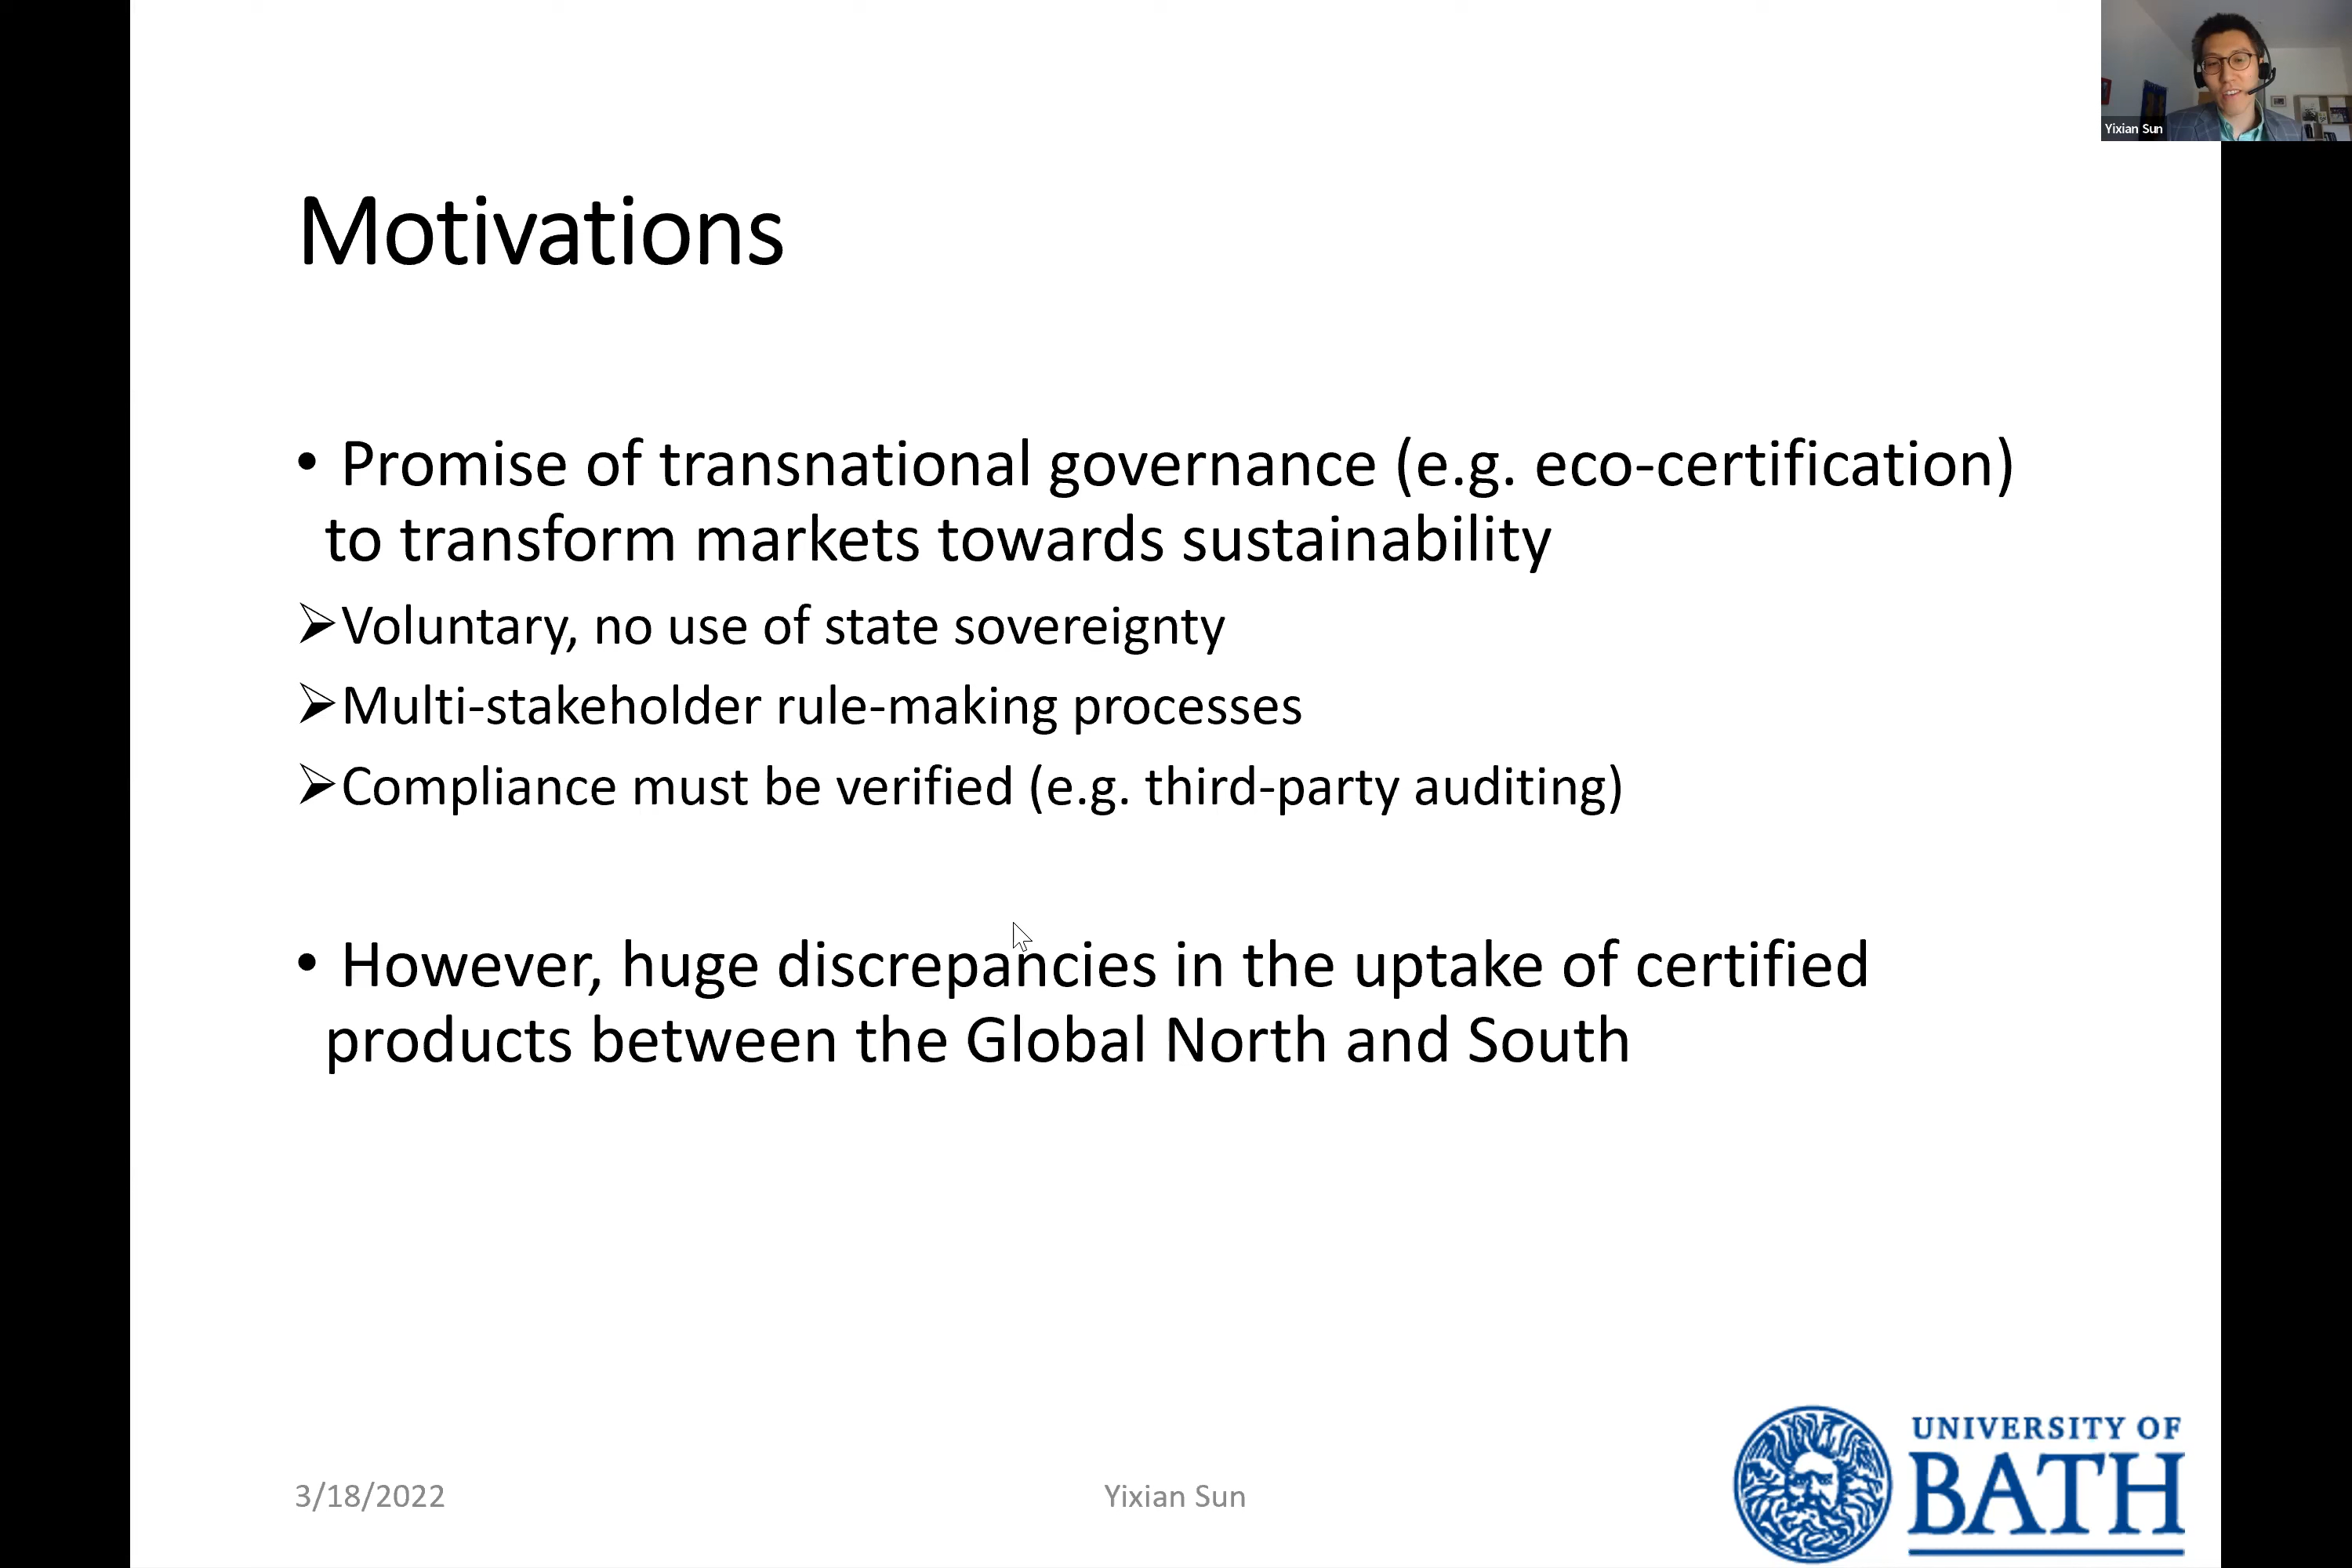 Yixian Sun
Motivations
• Promise of transnational governance (e.g. eco-certification)
to transform markets towards sustainability
➢Voluntary, no use of state sovereignty
➢Multi-stakeholder rule-making processes
➢Compliance must be verified (e.g. third-party auditing)
• However, huge discrepancies in the uptake of certified
products between the Global North and South
3/18/2022
Yixian Sun
UNIVERSITY OF
BATH